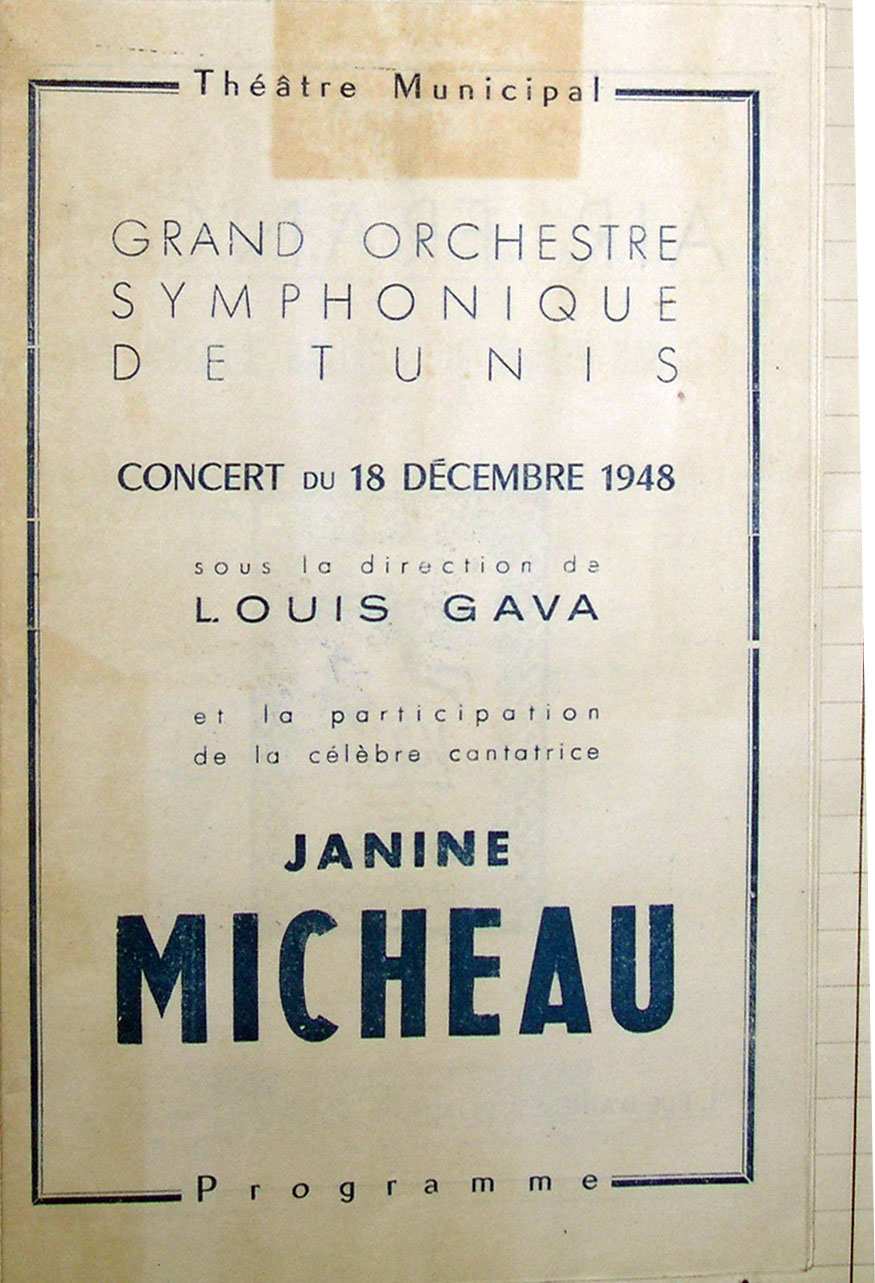 Théâtre Municipal
GRAND ORCHESTRE
SYMPHONIQUE
DE TUNIS
CONCERT DU 18 DÉCEMBRE 1948
sous la direction de
LOUIS GAVA
et la participation
de la célèbre cantatrice
JANINE
MICHEAU
Programme